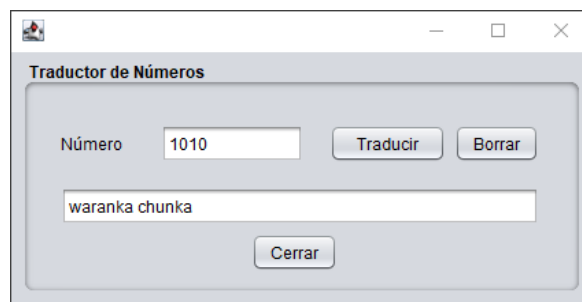 Traductor de Números
Número 1010 Traducir Borrar
waranka chunka
Cerrar